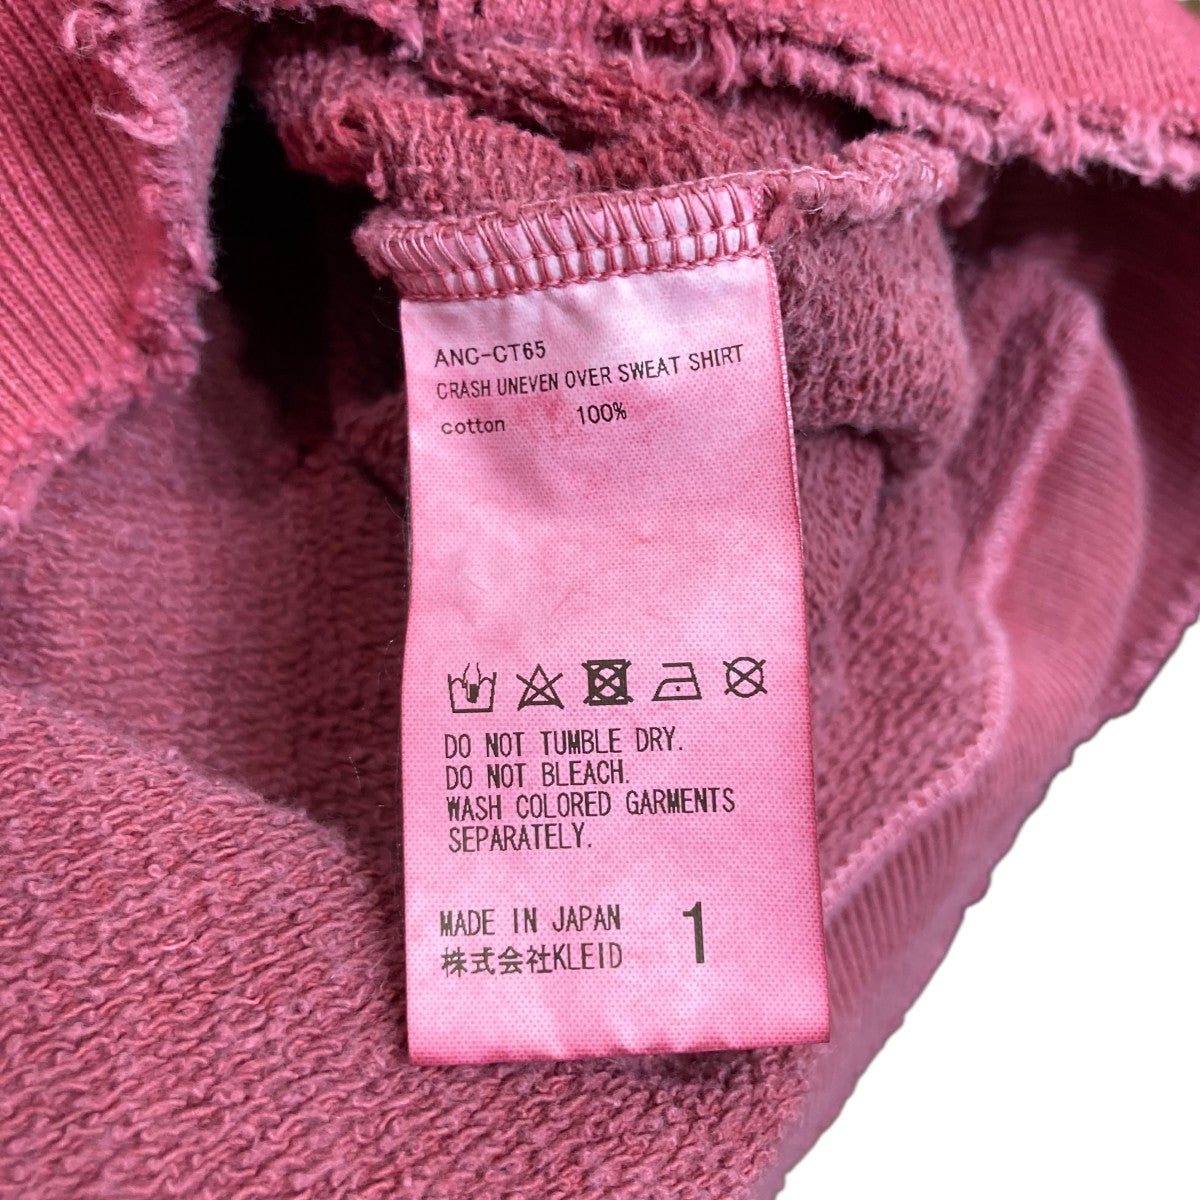 ANC-CT65
CRASH UNEVEN OVER SWEAT SHIRT
cotton 100%
DO NOT TUMBLE DRY.
DO NOT BLEACH.
WASH COLORED GARMENTS
SEPARATELY.
MADE IN JAPAN
株式会社KLEID
1